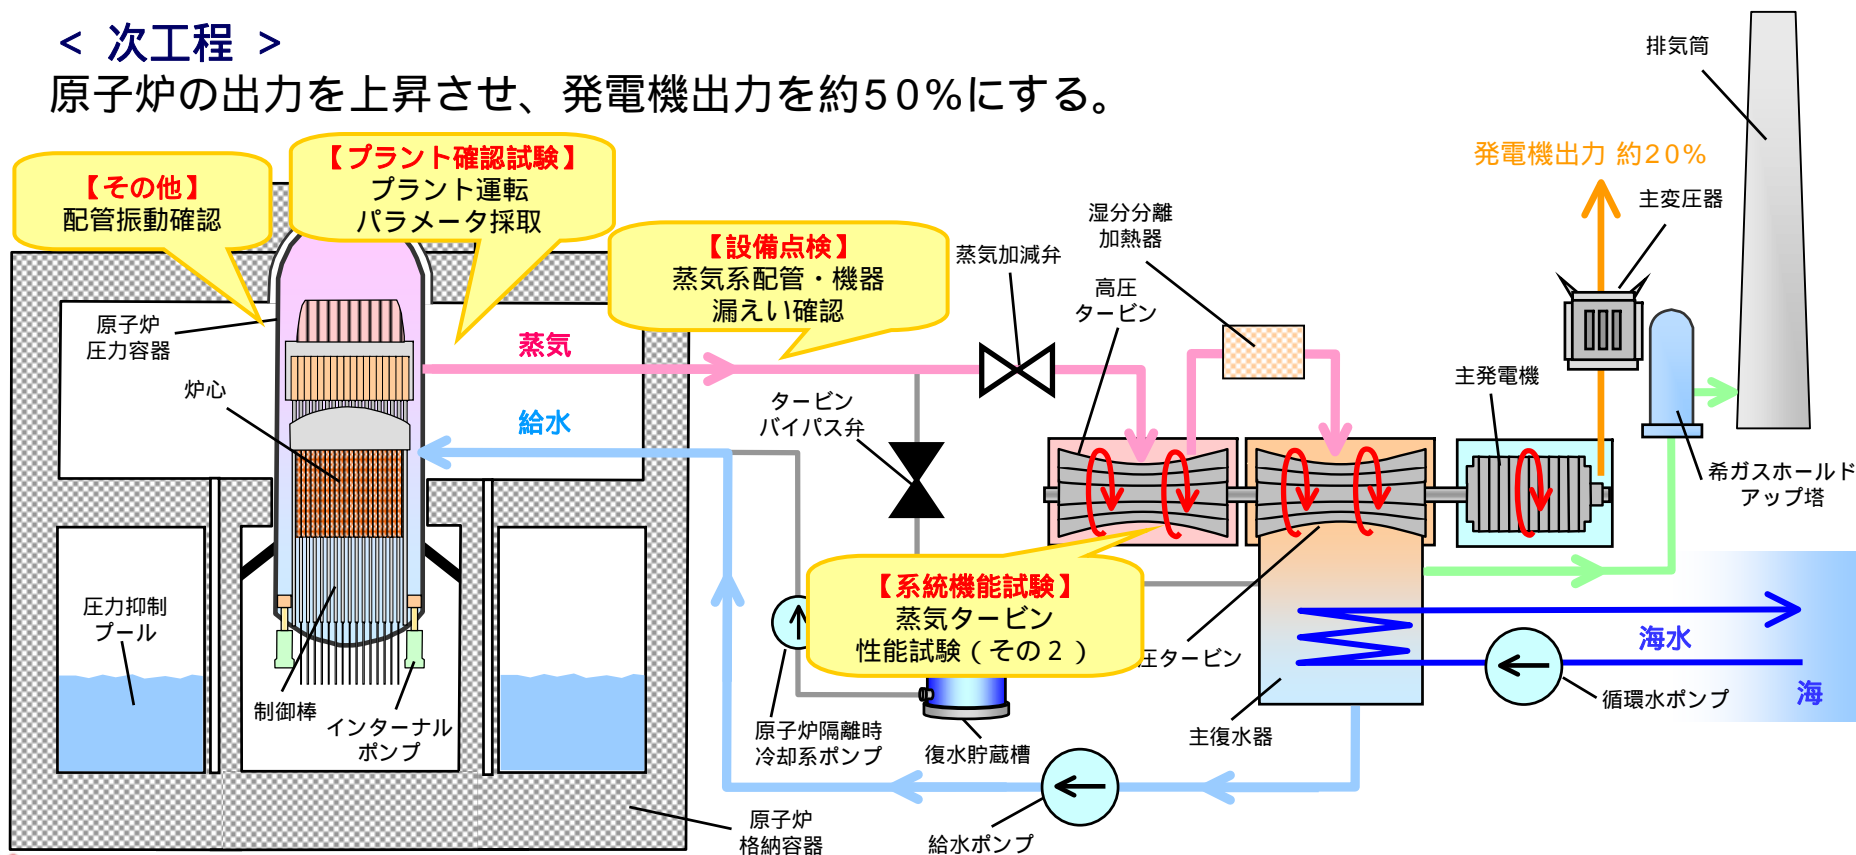 < 次工程 >
原子炉の出力を上昇させ、発電機出力を約50%にする。
排気筒
【その他】
配管振動確認
【プラント確認試験】
プラント運転
パラメータ採取
【設備点検】
蒸気系配管・機器
漏えい確認
発電機出力 約20%
主変圧器
湿分分離
加熱器
蒸気加減弁
高圧
タービン
原子炉
圧力容器
蒸気
炉心
給水
タービン
バイパス弁
主発電機
希ガスホールド
アップ塔
【系統機能試験】
蒸気タービン
性能試験(その2)
圧力抑制
プール
圧タービン
海水
海
制御棒
インターナル
ポンプ
原子炉隔離時
冷却系ポンプ
復水貯蔵槽
主復水器
循環水ポンプ
原子炉
格納容器
給水ポンプ